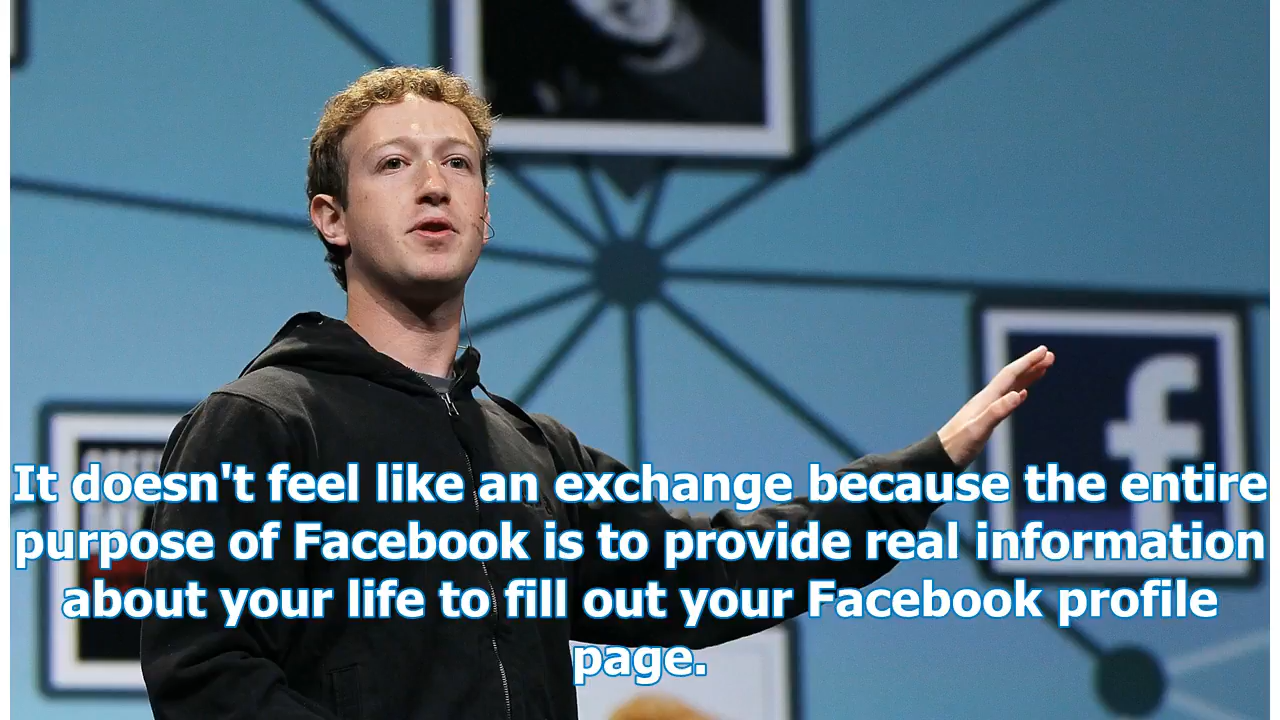 It doesn't feel like an exchange because the entire
purpose of Facebook is to provide real information
about your life to fill out your Facebook profile
page.
f